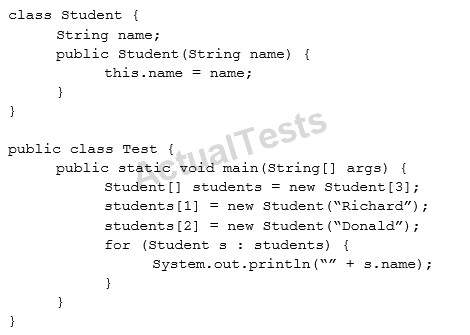 class Student {
String name;
public Student(String name) {
this.name = name;
}
}
public class Test {
public static void main(String[] args) {
Student[] students = new Student[3];
students[1] = new Student(“Richard”);
students[2] = new Student(“Donald”);
for (Student s : students) {
System.out.println(“” + s.name);
}
}
}
ActualTests